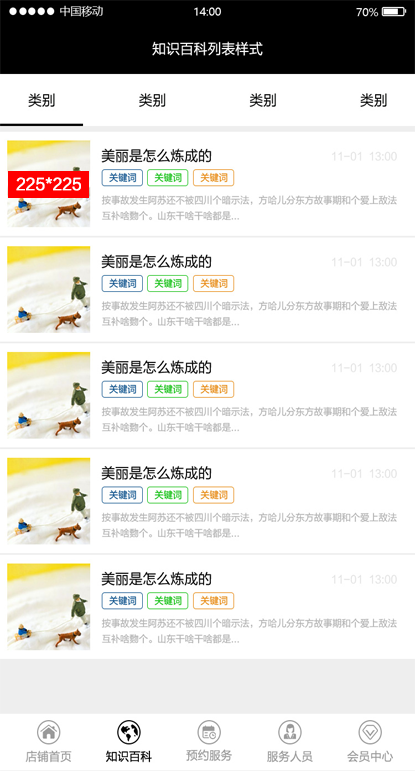 中国移动 14:00 70%
知识百科列表样式
类别 类别 类别 类别
美丽是怎么炼成的 11-01 13:00
225*225
关键词 关键词 关键词
按事故发生阿苏还不被四川个暗示法，方哈儿分东方故事期和个爱上敌法
互补啥数个。山东干啥干啥都是...
美丽是怎么炼成的 11-01 13:00
关键词 关键词 关键词
按事故发生阿苏还不被四川个暗示法，方哈儿分东方故事期和个爱上敌法
互补啥数个。山东干啥干啥都是...
美丽是怎么炼成的 11-01 13:00
关键词 关键词 关键词
按事故发生阿苏还不被四川个暗示法，方哈儿分东方故事期和个爱上敌法
互补啥数个。山东干啥干啥都是...
美丽是怎么炼成的 11-01 13:00
关键词 关键词 关键词
按事故发生阿苏还不被四川个暗示法，方哈儿分东方故事期和个爱上敌法
互补啥数个。山东干啥干啥都是...
美丽是怎么炼成的 11-01 13:00
关键词 关键词 关键词
按事故发生阿苏还不被四川个暗示法，方哈儿分东方故事期和个爱上敌法
互补啥数个。山东干啥干啥都是...
店铺首页 知识百科 预约服务 服务人员 会员中心